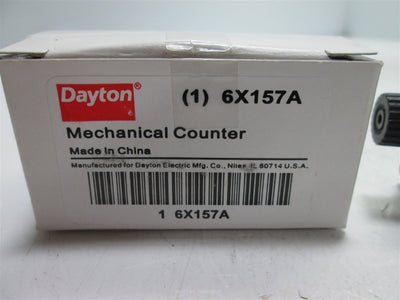 Dayton® (1) 6X157A
Mechanical Counter
Made in China
Manufactured for Dayton Electric Mfg. Co., Niles, IL 60714 U.S.A.
1 6X157A